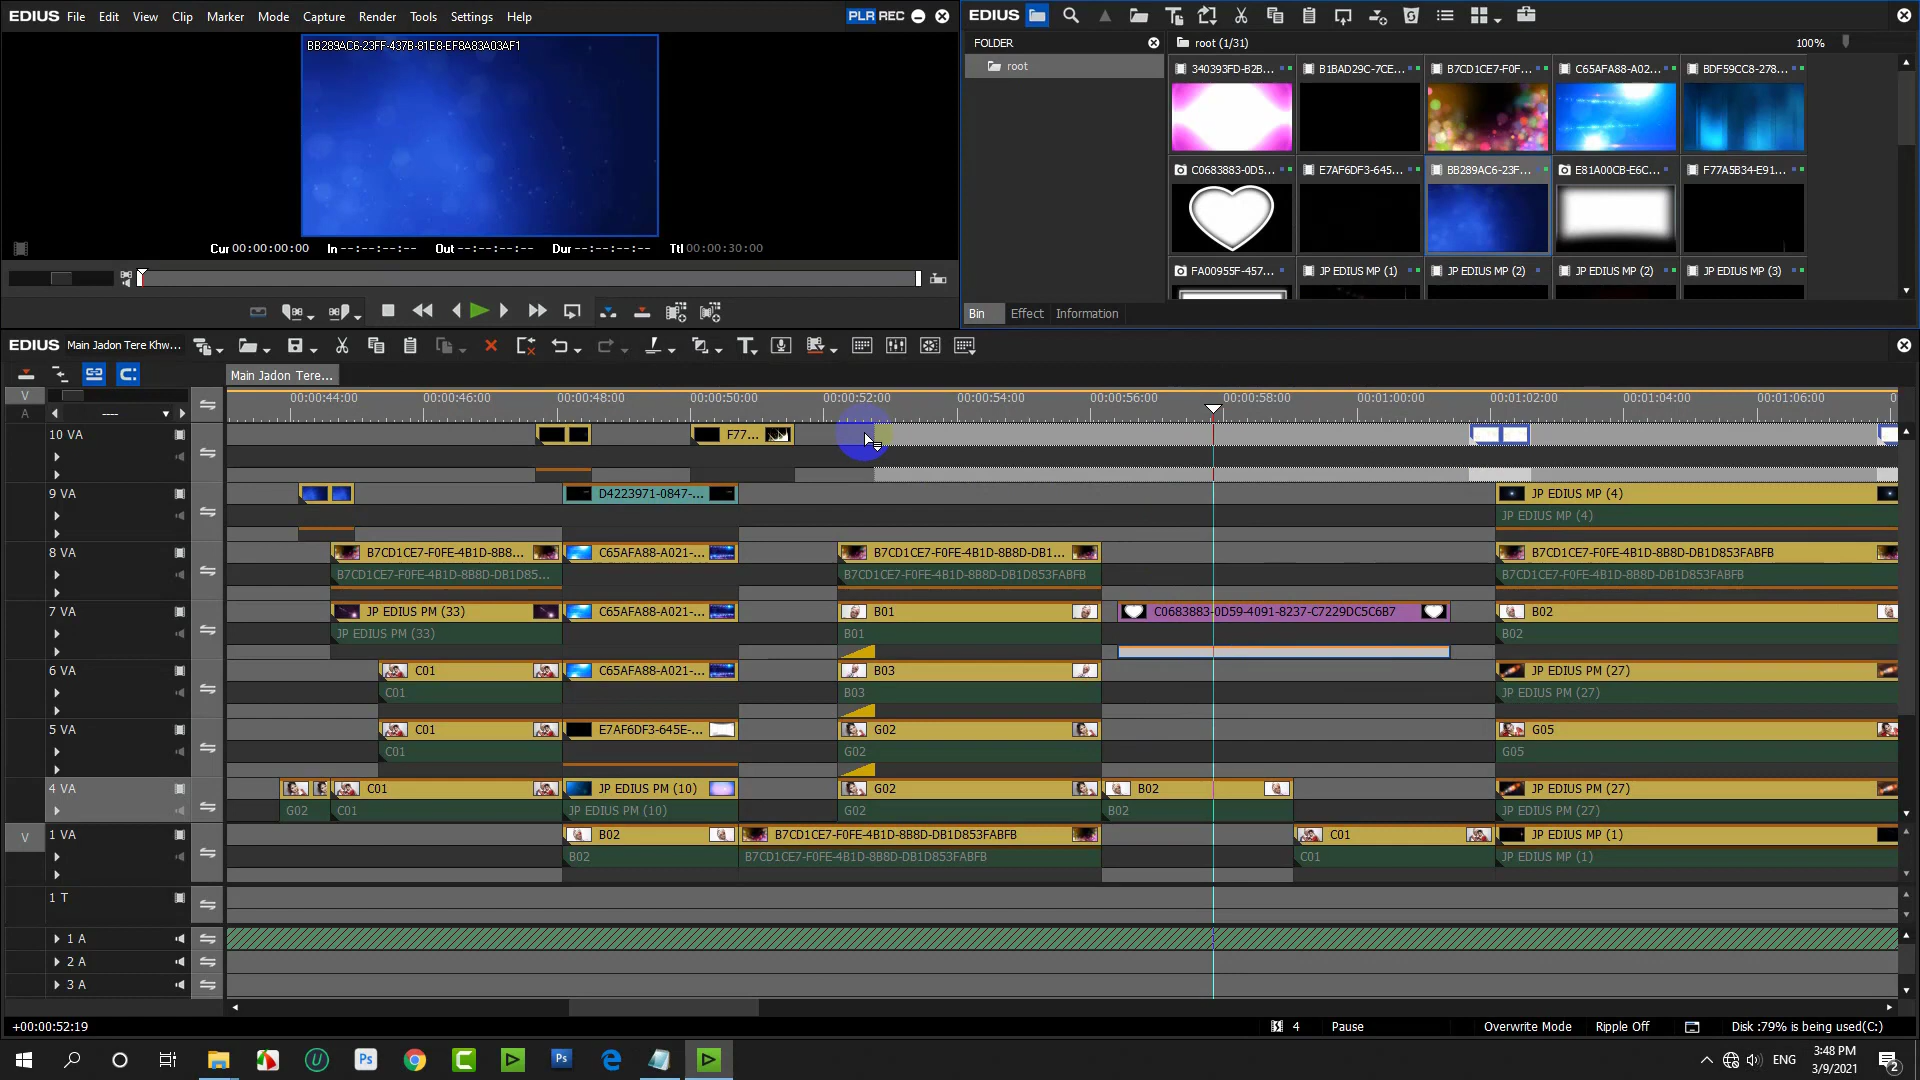 EDIUS File Edit View Clip Marker Mode Capture Render Tools Settings Help PLR REC
BB289AC6-23FF-437B-81E8-EF8A83A03AF1
Cur 00:00:00:00 In --:--:--:-- Out --:--:--:-- Dur --:--:--:-- Ttl 00:00:30:00
EDIUS
FOLDER
root
root (1/31) 100%
340393FD-B2B... B1BAD29C-7CE... B7CD1CE7-F0F... C65AFA88-A02... BDF59CC8-278...
C0683883-0D5... E7AF6DF3-645... BB289AC6-23F... E81A00CB-E6C... F77A5B34-E91...
FA00955F-457... JP EDIUS MP (1) JP EDIUS MP (2) JP EDIUS MP (2) JP EDIUS MP (3)
Bin Effect Information
EDIUS Main Jadon Tere Khw...
Main Jadon Tere...
V
A ----
00:00:44:00 00:00:46:00 00:00:48:00 00:00:50:00 00:00:52:00 00:00:54:00 00:00:56:00 00:00:58:00 00:01:00:00 00:01:02:00 00:01:04:00 00:01:06:00
10 VA F77...
9 VA D4223971-0847-... JP EDIUS MP (4)
JP EDIUS MP (4)
8 VA B7CD1CE7-F0FE-4B1D-8B8... C65AFA88-A021-... B7CD1CE7-F0FE-4B1D-8B8D-DB1... B7CD1CE7-F0FE-4B1D-8B8D-DB1D853FABFB
B7CD1CE7-F0FE-4B1D-8B8D-DB1D85... B7CD1CE7-F0FE-4B1D-8B8D-DB1D853FABFB B7CD1CE7-F0FE-4B1D-8B8D-DB1D853FABFB
7 VA JP EDIUS PM (33) C65AFA88-A021-... B01 C0683883-0D59-4091-8237-C7229DC5C6B7 B02
JP EDIUS PM (33) B01 B02
6 VA C01 C65AFA88-A021-... B03 JP EDIUS PM (27)
C01 B03 JP EDIUS PM (27)
5 VA C01 E7AF6DF3-645E-... G02 G05
C01 G02 G05
4 VA C01 JP EDIUS PM (10) G02 B02 JP EDIUS PM (27)
G02 C01 JP EDIUS PM (10) G02 B02 JP EDIUS PM (27)
V 1 VA B02 B7CD1CE7-F0FE-4B1D-8B8D-DB1D853FABFB C01 JP EDIUS MP (1)
B02 B7CD1CE7-F0FE-4B1D-8B8D-DB1D853FABFB C01 JP EDIUS MP (1)
1 T
1 A
2 A
3 A
+00:00:52:19 4 Pause Overwrite Mode Ripple Off Disk :79% is being used(C:)
Ps Ps ENG 3:48 PM
3/9/2021 2